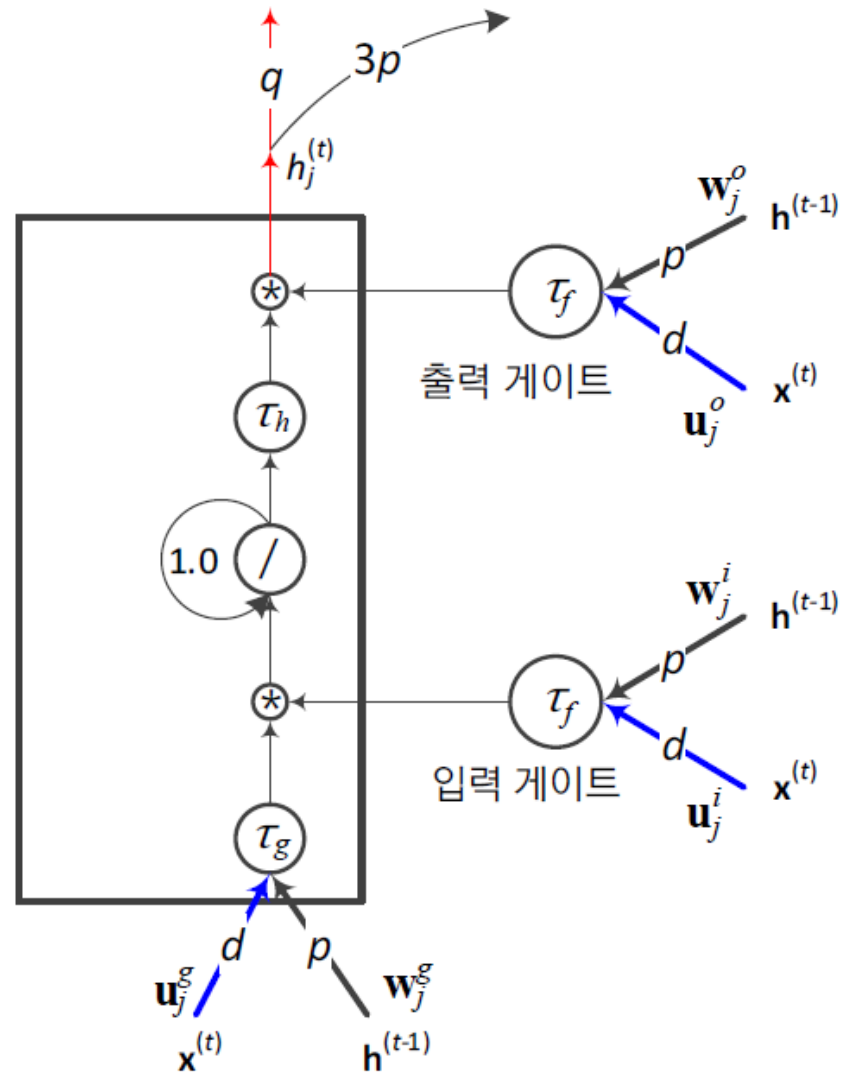 q
3p
h_j^(t)
w_j^o
h^(t-1)
p
*
τ_f
d
출력 게이트
x^(t)
u_j^o
τ_h
1.0
/
w_j^i
h^(t-1)
p
*
τ_f
d
입력 게이트
x^(t)
u_j^i
τ_g
d
p
u_j^g
w_j^g
x^(t)
h^(t-1)